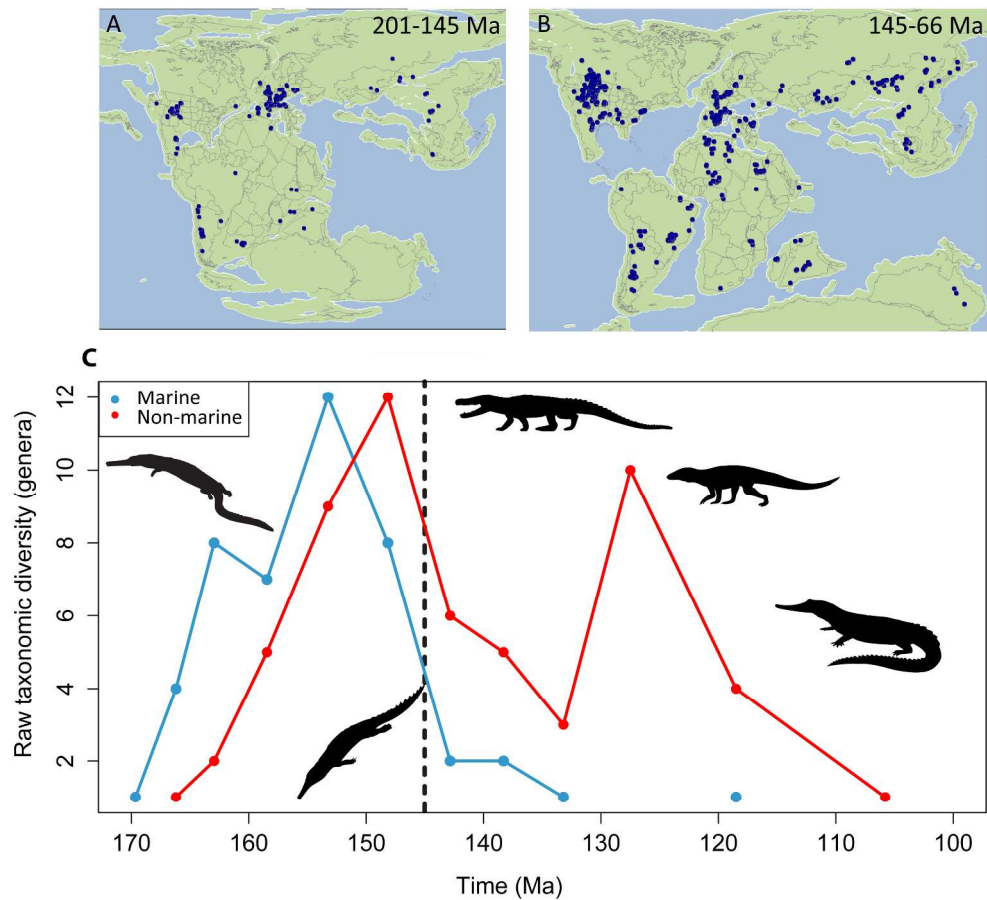 A 201-145 Ma
B 145-66 Ma
C
Marine
Non-marine
Raw taxonomic diversity (genera)
12
10
8
6
4
2
170 160 150 140 130 120 110 100
Time (Ma)